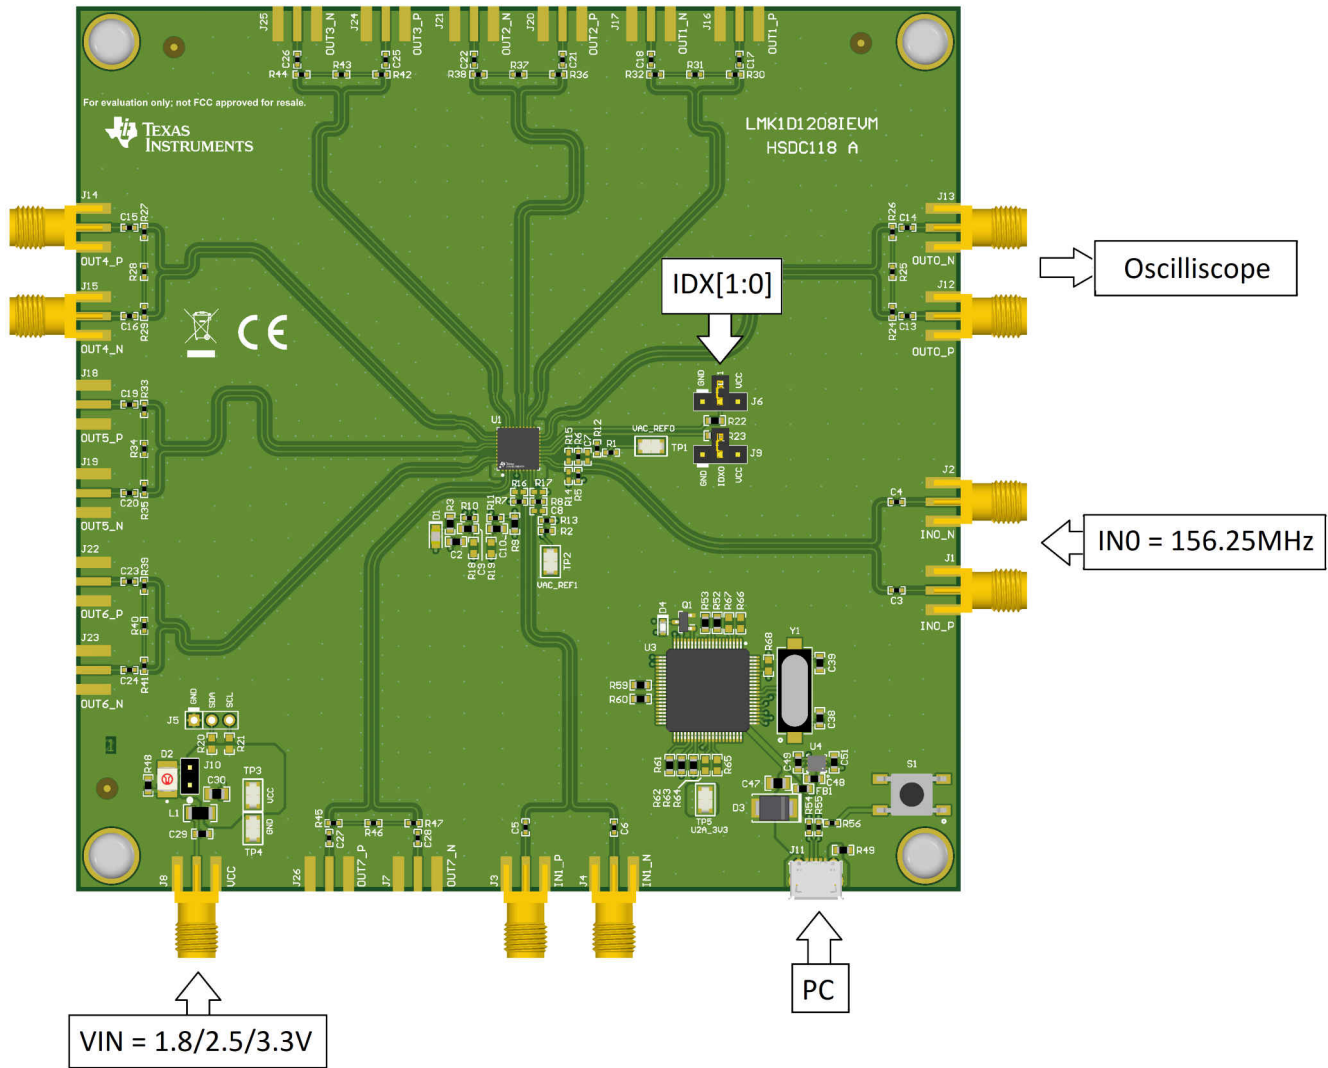 J25
OUT3_N
J24
OUT3_P
J21
OUT2_N
J20
OUT2_P
J17
OUT1_N
J16
OUT1_P
C26
C25
C22
C21
C18
C17
R44
R43
R42
R38
R37
R36
R32
R31
R30
For evaluation only; not FCC approved for resale.
TEXAS
INSTRUMENTS
LMK1D1208IEVM
HSDC118 A
J14
C15
R27
OUT4_P
R28
J15
C16
R29
OUT4_N
CE
J13
R26
C14
OUT0_N
R25
J12
R24
C13
OUT0_P
Oscilliscope
IDX[1:0]
GND
VCC
J6
R22
R23
J9
GND
IDX0
VCC
J18
C19
R33
OUT5_P
R34
J19
C20
R35
OUT5_N
U1
VAC_REF0
TP1
R12
R1
R15
R6
C7
R14
R5
R16
R17
R7
R8
C8
R13
R2
TP2
VAC_REF1
D1
R3
R10
R11
C2
R18
C9
R19
C10
R9
J2
C4
IN0_N
J1
C3
IN0_P
IN0 = 156.25MHz
J22
C23
R39
OUT6_P
R40
J23
C24
R41
OUT6_N
D4
Q1
R53
R52
R67
R66
U3
R68
Y1
C39
C38
R59
R60
R61
R62
R63
R64
R65
TP5
U2A_3V3
C47
D3
C49
U4
C51
C48
FB1
R54
R55
R56
S1
J11
R49
GND
SDA
SCL
J5
R20
R21
R48
D2
J10
C30
L1
C29
TP3
VCC
GND
TP4
R45
R46
R47
C27
C28
C5
C6
J8
VCC
J26
OUT7_P
J7
OUT7_N
J3
IN1_P
J4
IN1_N
PC
VIN = 1.8/2.5/3.3V